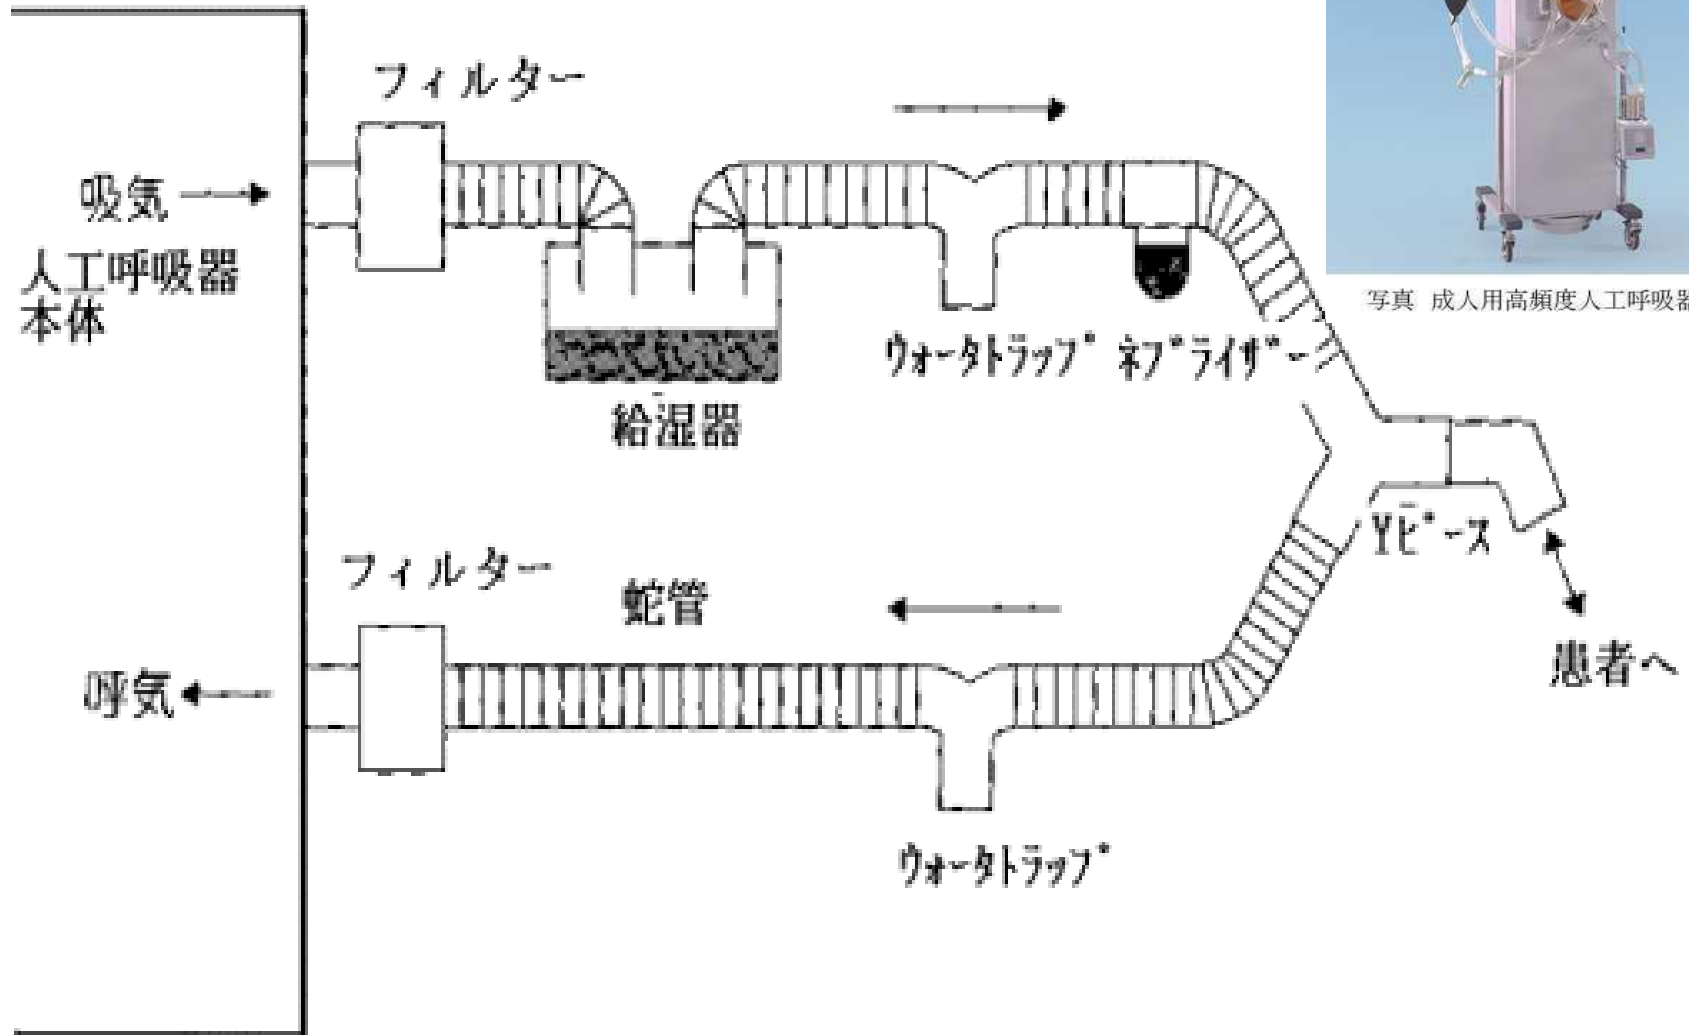 フィルター
吸気
人工呼吸器
本体
写真 成人用高頻度人工呼吸器
ウォータトラップ ネブライザー
給湿器
Yピース
フィルター
蛇管
患者へ
呼気
ウォータトラップ